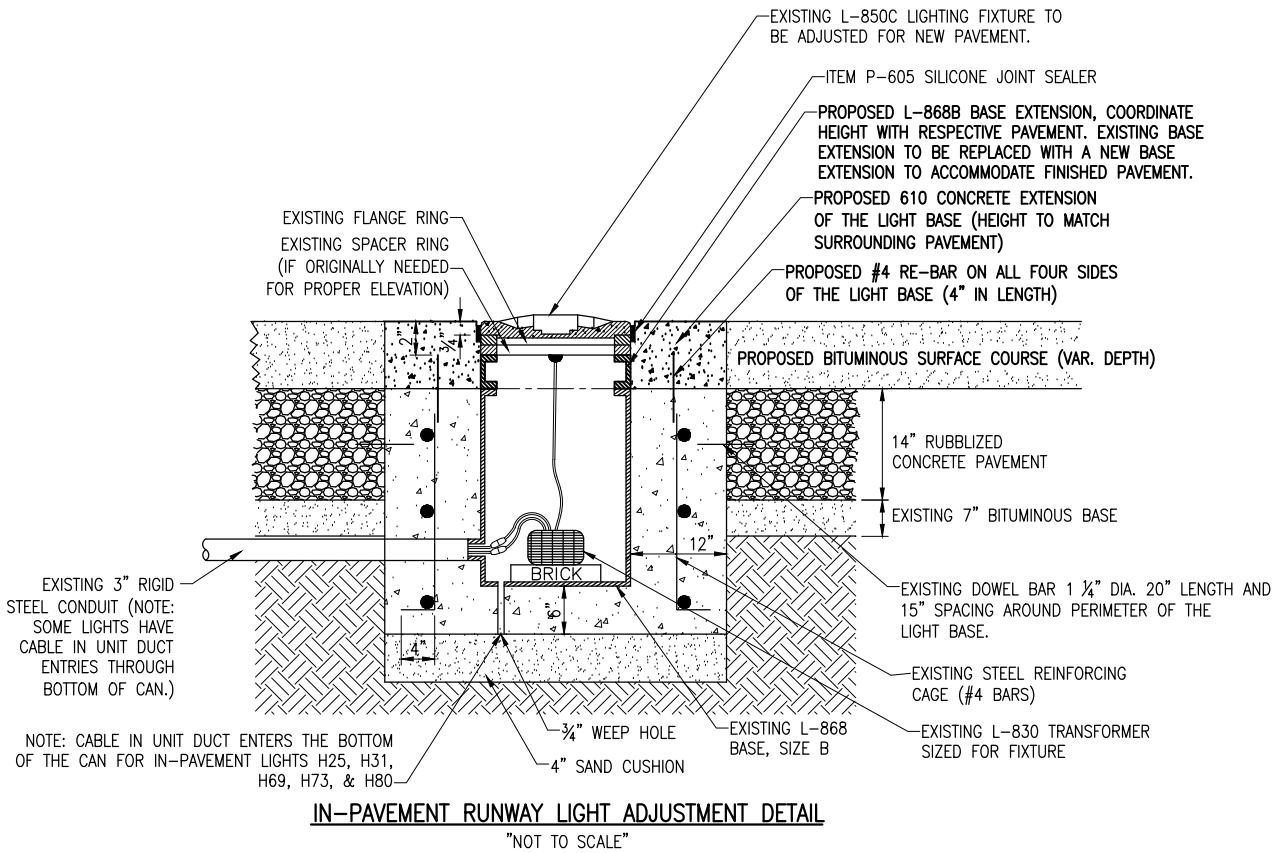 EXISTING L-850C LIGHTING FIXTURE TO
BE ADJUSTED FOR NEW PAVEMENT.
ITEM P-605 SILICONE JOINT SEALER
PROPOSED L-868B BASE EXTENSION, COORDINATE
HEIGHT WITH RESPECTIVE PAVEMENT. EXISTING BASE
EXTENSION TO BE REPLACED WITH A NEW BASE
EXTENSION TO ACCOMMODATE FINISHED PAVEMENT.
PROPOSED 610 CONCRETE EXTENSION
OF THE LIGHT BASE (HEIGHT TO MATCH
SURROUNDING PAVEMENT)
PROPOSED #4 RE-BAR ON ALL FOUR SIDES
OF THE LIGHT BASE (4" IN LENGTH)
EXISTING FLANGE RING
EXISTING SPACER RING
(IF ORIGINALLY NEEDED
FOR PROPER ELEVATION)
2"
¾"
PROPOSED BITUMINOUS SURFACE COURSE (VAR. DEPTH)
14" RUBBLIZED
CONCRETE PAVEMENT
EXISTING 7" BITUMINOUS BASE
12"
BRICK
6"
4"
EXISTING 3" RIGID
STEEL CONDUIT (NOTE:
SOME LIGHTS HAVE
CABLE IN UNIT DUCT
ENTRIES THROUGH
BOTTOM OF CAN.)
EXISTING DOWEL BAR 1 ¼" DIA. 20" LENGTH AND
15" SPACING AROUND PERIMETER OF THE
LIGHT BASE.
EXISTING STEEL REINFORCING
CAGE (#4 BARS)
EXISTING L-830 TRANSFORMER
SIZED FOR FIXTURE
EXISTING L-868
BASE, SIZE B
¾" WEEP HOLE
4" SAND CUSHION
NOTE: CABLE IN UNIT DUCT ENTERS THE BOTTOM
OF THE CAN FOR IN-PAVEMENT LIGHTS H25, H31,
H69, H73, & H80
IN-PAVEMENT RUNWAY LIGHT ADJUSTMENT DETAIL
"NOT TO SCALE"